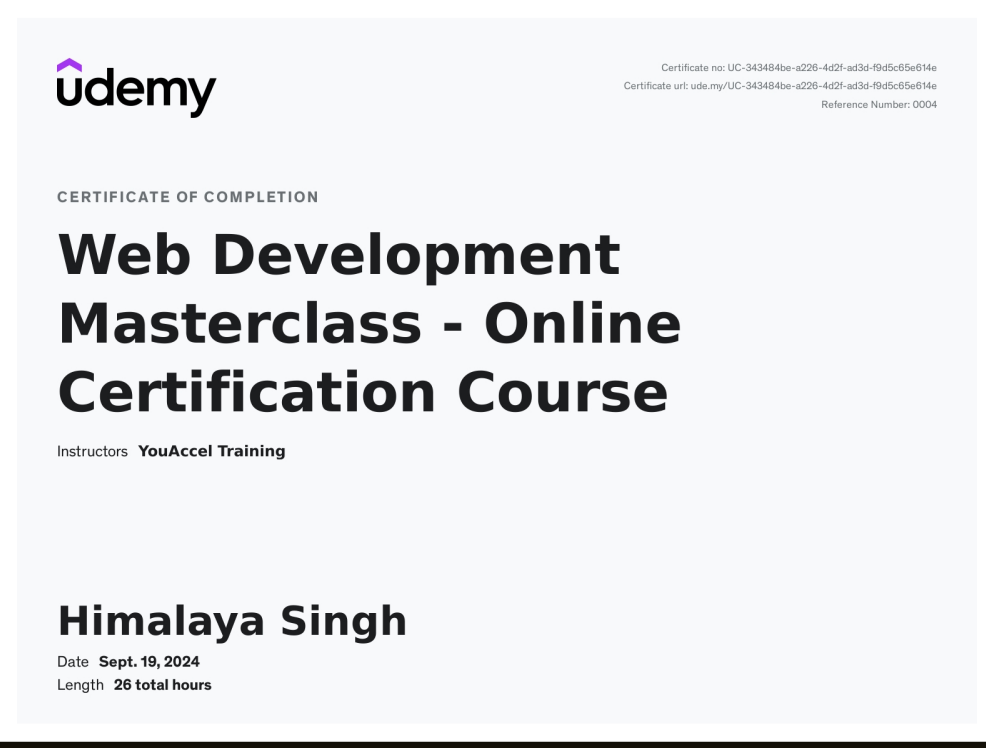 udemy
Certificate no: UC-343484be-a226-4d2f-ad3d-f9d5c65e614e
Certificate url: ude.my/UC-343484be-a226-4d2f-ad3d-f9d5c65e614e
Reference Number: 0004
CERTIFICATE OF COMPLETION
Web Development
Masterclass - Online
Certification Course
Instructors YouAccel Training
Himalaya Singh
Date Sept. 19, 2024
Length 26 total hours